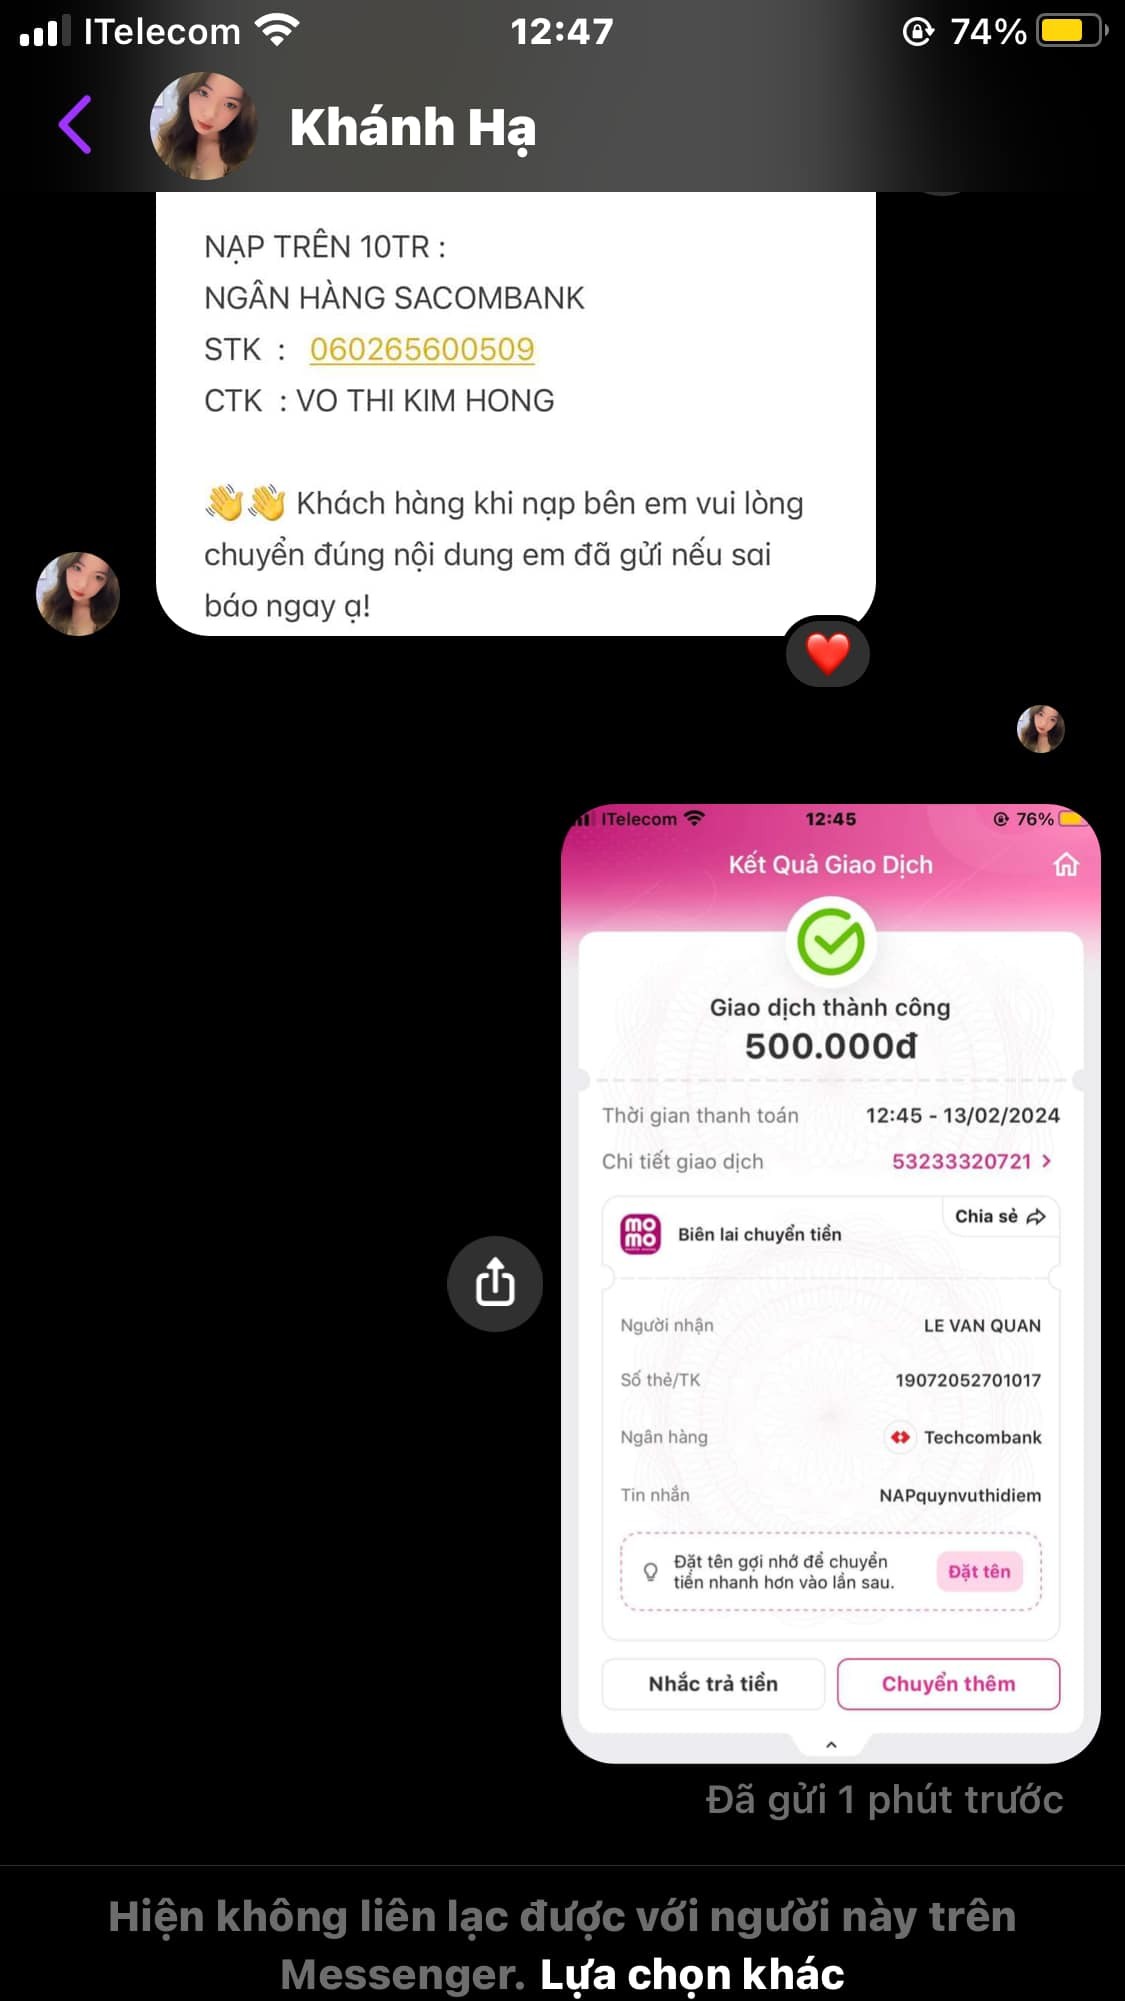 ITelecom 12:47 74%
Khánh Hạ
NẠP TRÊN 10TR :
NGÂN HÀNG SACOMBANK
STK : 060265600509
CTK : VO THI KIM HONG
👋👋 Khách hàng khi nạp bên em vui lòng
chuyển đúng nội dung em đã gửi nếu sai
báo ngay ạ!
ITelecom 12:45 76%
Kết Quả Giao Dịch
Giao dịch thành công
500.000đ
Thời gian thanh toán 12:45 - 13/02/2024
Chi tiết giao dịch 53233320721 >
Chia sẻ
mo mo Biên lai chuyển tiền
Người nhận LE VAN QUAN
Số thẻ/TK 19072052701017
Ngân hàng Techcombank
Tin nhắn NAPquynvuthidiem
Đặt tên gợi nhớ để chuyển
tiền nhanh hơn vào lần sau.
Đặt tên
Nhắc trả tiền Chuyển thêm
Đã gửi 1 phút trước
Hiện không liên lạc được với người này trên
Messenger. Lựa chọn khác